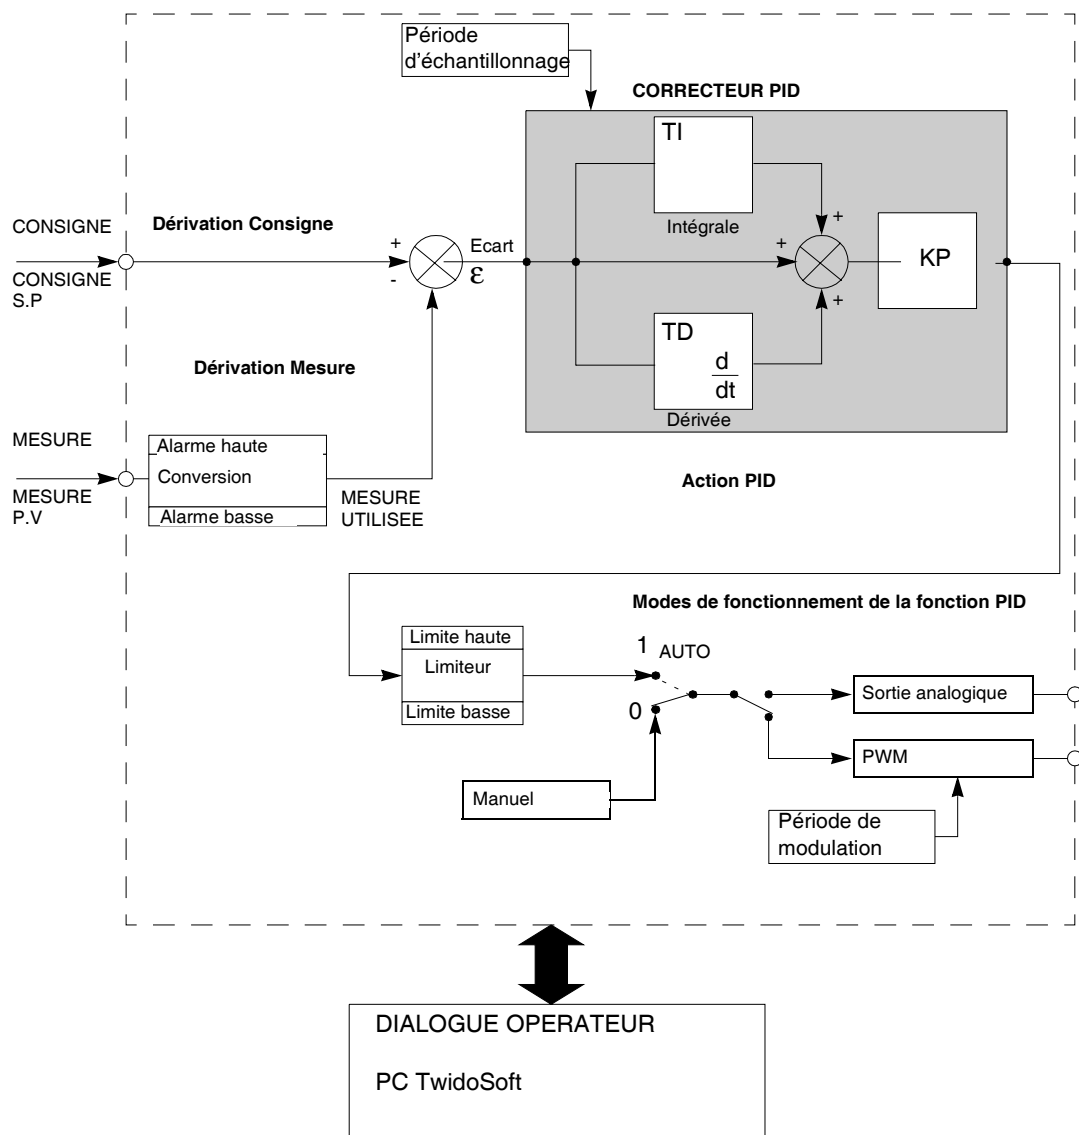 Période
d'échantillonnage
CORRECTEUR PID
TI
Intégrale
CONSIGNE
Dérivation Consigne
CONSIGNE
S.P
+
-
Ecart
ε
+
+
+
KP
TD
d
dt
Dérivée
Dérivation Mesure
MESURE
MESURE
P.V
Alarme haute
Conversion
Alarme basse
MESURE
UTILISEE
Action PID
Modes de fonctionnement de la fonction PID
Limite haute
Limiteur
Limite basse
1 AUTO
0
Manuel
Sortie analogique
PWM
Période de
modulation
DIALOGUE OPERATEUR
PC TwidoSoft